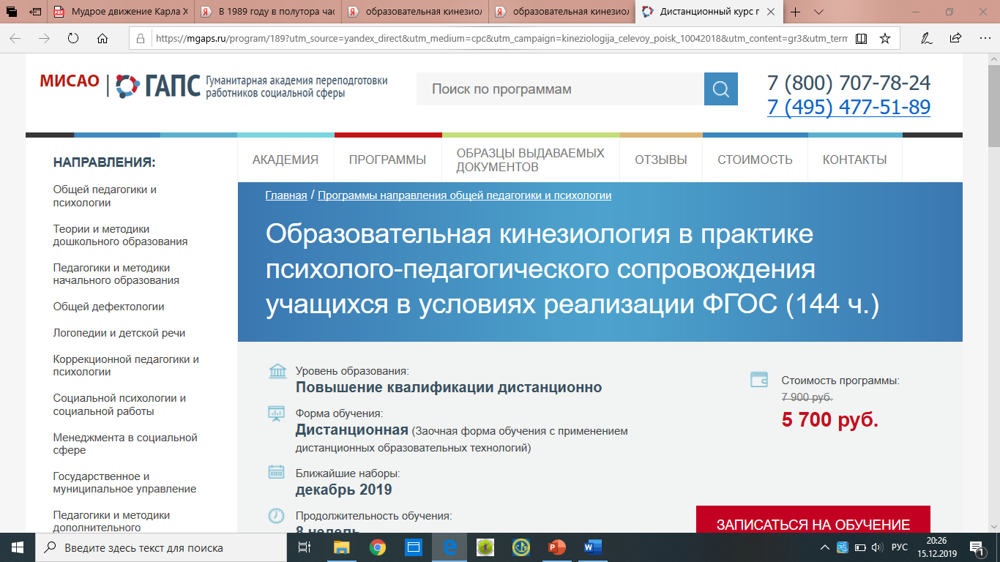 Мудрое движение Карла Х
В 1989 году в полутора час
образовательная кинезиол
образовательная кинезиол
Дистанционный курс г
https://mgaps.ru/program/189?utm_source=yandex_direct&utm_medium=cpc&utm_campaign=kineziologija_celevoy_poisk_10042018&utm_content=gr3&utm_term
МИСАО | ГАПС Гуманитарная академия переподготовки
работников социальной сферы
Поиск по программам
7 (800) 707-78-24
7 (495) 477-51-89
АКАДЕМИЯ
ПРОГРАММЫ
ОБРАЗЦЫ ВЫДАВАЕМЫХ
ДОКУМЕНТОВ
ОТЗЫВЫ
СТОИМОСТЬ
КОНТАКТЫ
НАПРАВЛЕНИЯ:
Общей педагогики и
психологии
Теории и методики
дошкольного образования
Педагогики и методики
начального образования
Общей дефектологии
Логопедии и детской речи
Коррекционной педагогики и
психологии
Социальной психологии и
социальной работы
Менеджмента в социальной
сфере
Государственное и
муниципальное управление
Педагогики и методики
дополнительного
Главная / Программы направления общей педагогики и психологии
Образовательная кинезиология в практике
психолого-педагогического сопровождения
учащихся в условиях реализации ФГОС (144 ч.)
Уровень образования:
Повышение квалификации дистанционно
Форма обучения:
Дистанционная (Заочная форма обучения с применением
дистанционных образовательных технологий)
Ближайшие наборы:
декабрь 2019
Продолжительность обучения:
8 недель
Стоимость программы:
7 900 руб.
5 700 руб.
ЗАПИСАТЬСЯ НА ОБУЧЕНИЕ
Введите здесь текст для поиска
РУС
20:26
15.12.2019
1